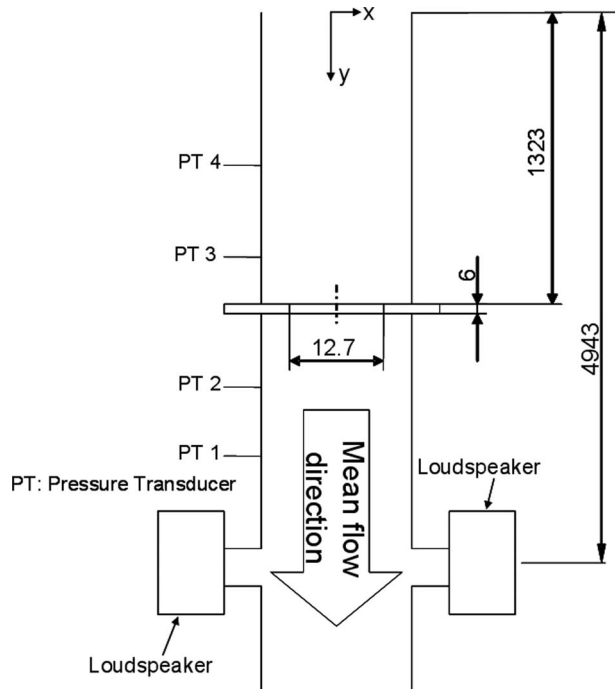 x
y
PT 4
1323
PT 3
6
12.7
4943
PT 2
PT 1
Mean flow
direction
Loudspeaker
PT: Pressure Transducer
Loudspeaker